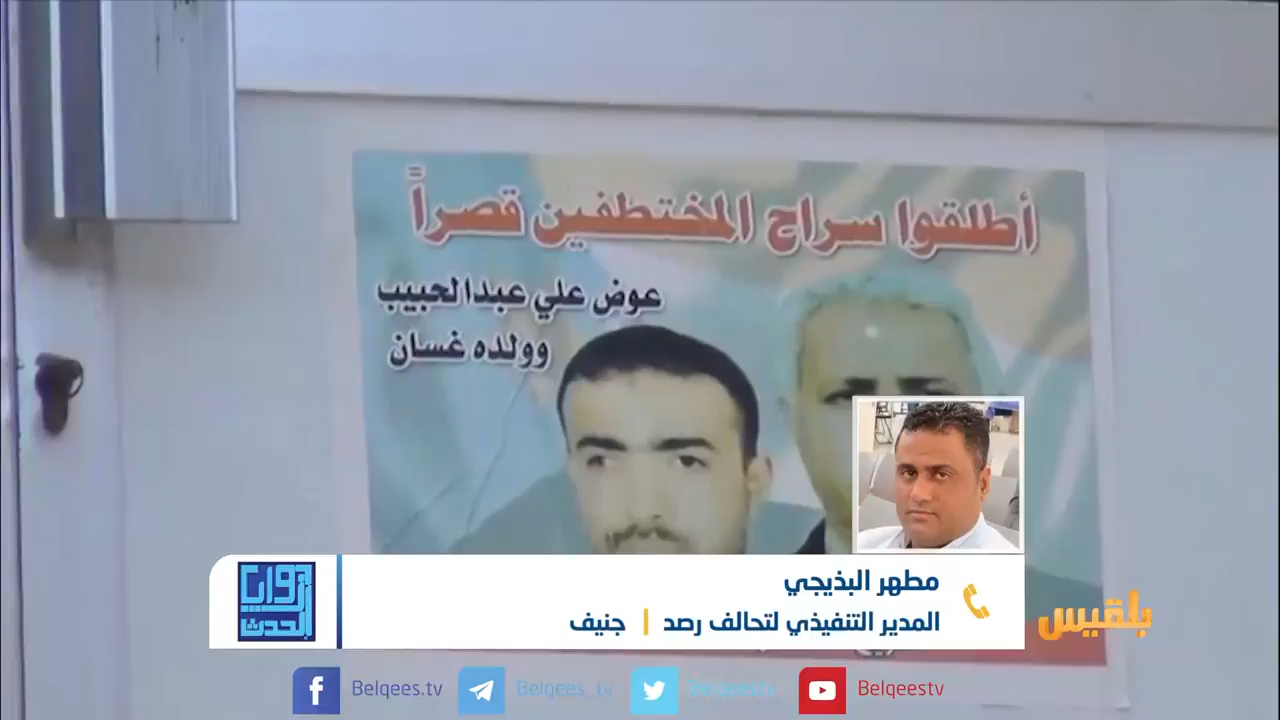 أطلقوا سراح المختطفين قصراً
عوض علي عبدالحبيب
وولده غسان
مطهر البذيجي
المدير التنفيذي لتحالف رصد | جنيف
زوايا الحدث
بلقيس
Belqees.tv
Belqees_tv
Belqeestv
Belqeestv